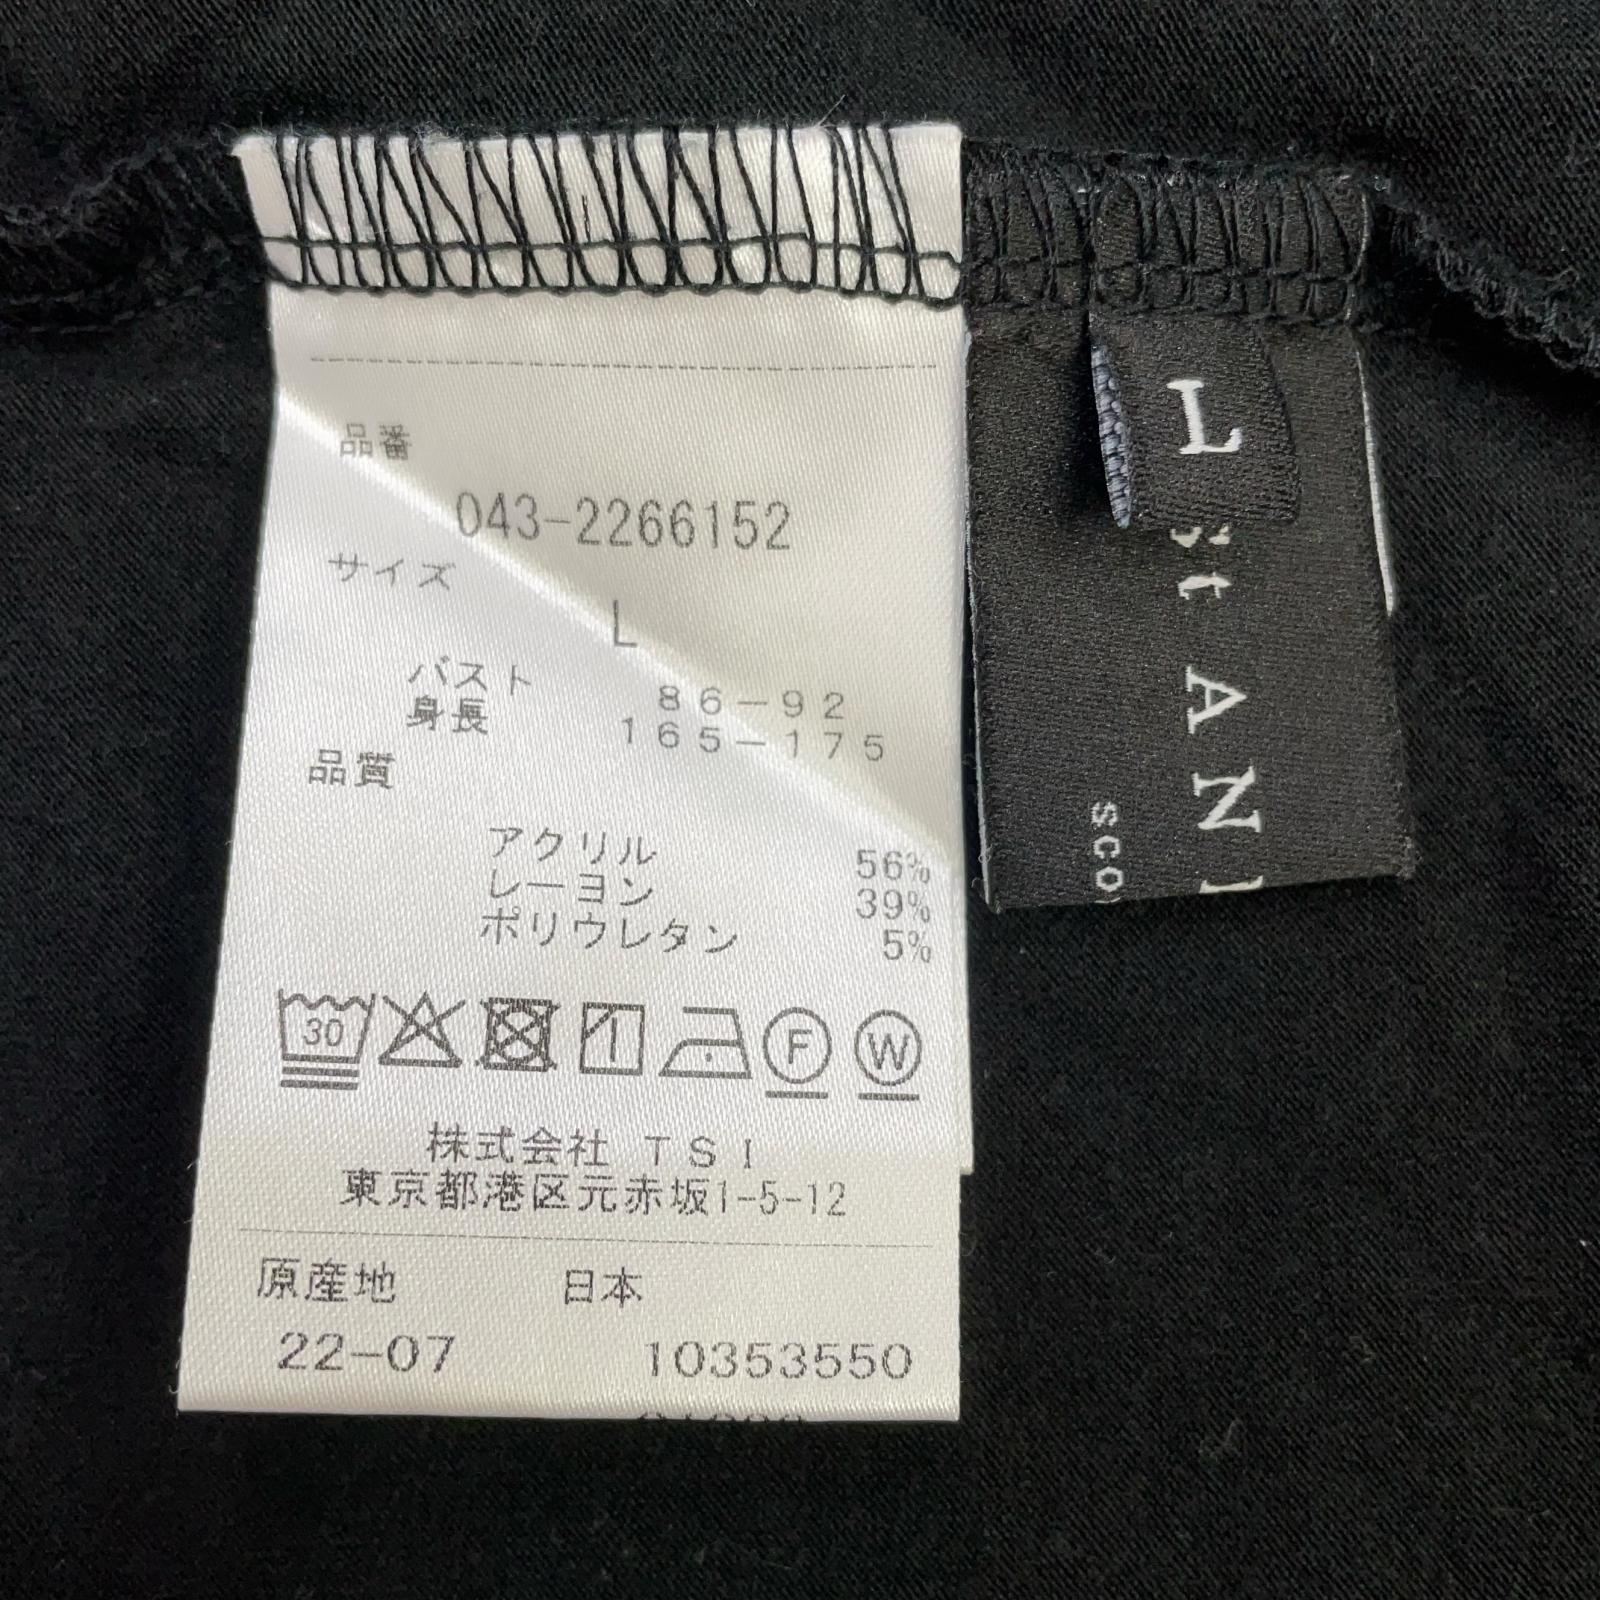 品番
043-2266152
サイズ
L
バスト 86-92
身長 165-175
品質
アクリル 56%
レーヨン 39%
ポリウレタン 5%
30
F
W
株式会社 TSI
東京都港区元赤坂1-5-12
原産地 日本
22-07 10353550
L
St AN
SCO